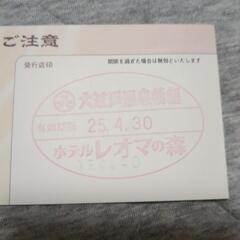 ご注意
発行店印
期限を過ぎた場合は無効といたします
大江戸温泉物語
有効期限 25.4.30
ホテルレオマの森